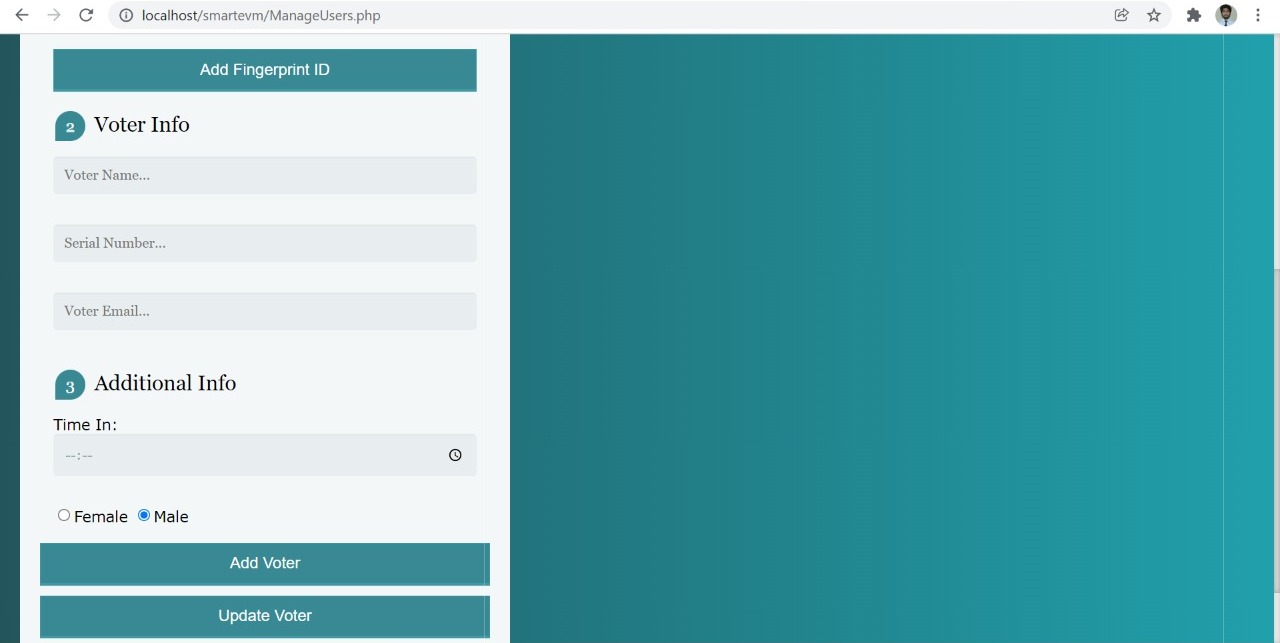 localhost/smartevm/ManageUsers.php
Add Fingerprint ID
2 Voter Info
Voter Name...
Serial Number...
Voter Email...
3 Additional Info
Time In:
--:--
Female Male
Add Voter
Update Voter